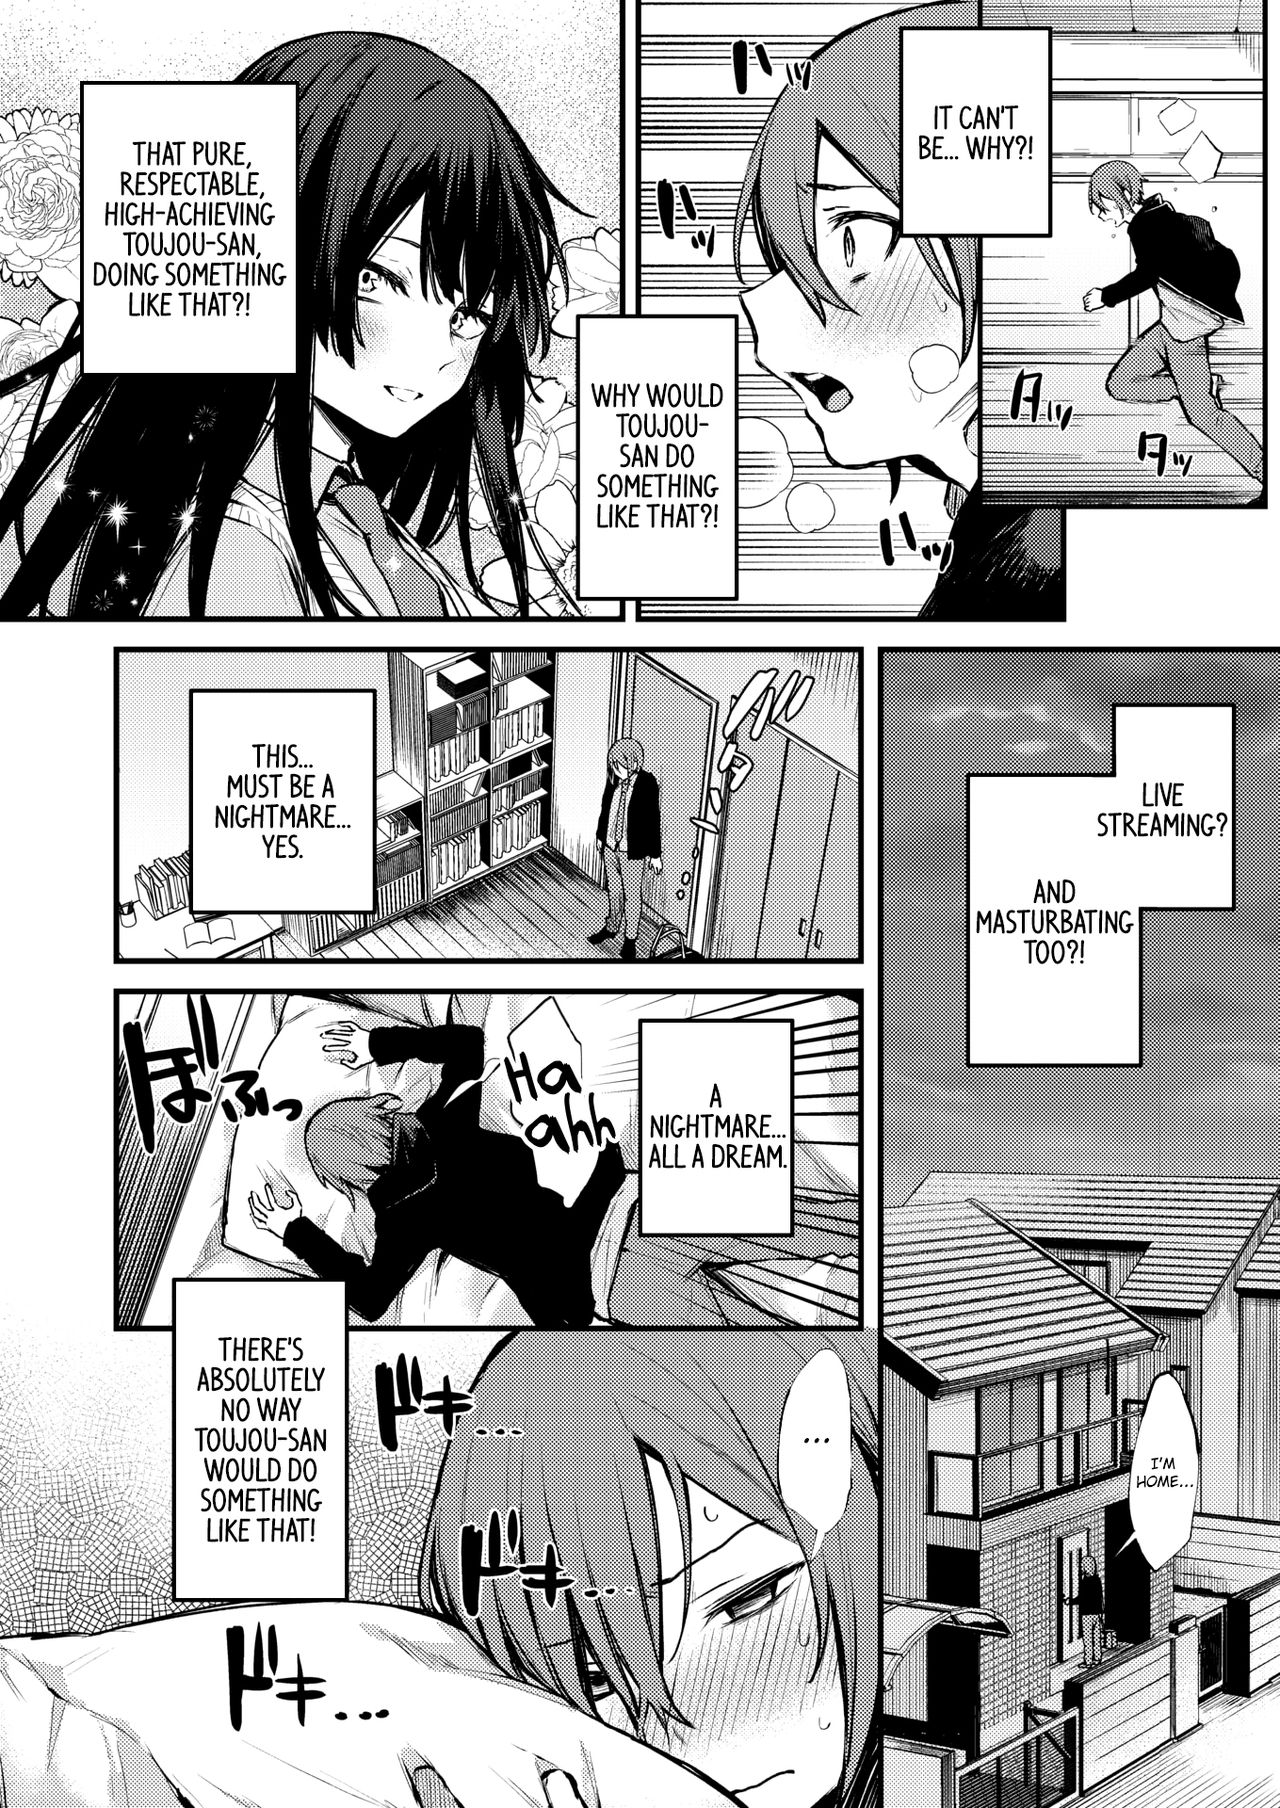 IT CAN'T
BE... WHY?!
タッ
タッ
ドッ
ドッ
ドッ
WHY WOULD
TOUJOU-
SAN DO
SOMETHING
LIKE THAT?!
THAT PURE,
RESPECTABLE,
HIGH-ACHIEVING
TOUJOU-SAN,
DOING SOMETHING
LIKE THAT?!
LIVE
STREAMING?
AND
MASTURBATING
TOO?!
I'M
HOME...
THIS...
MUST BE A
NIGHTMARE...
YES.
A
NIGHTMARE...
ALL A DREAM.
Ha
ahh
ぼふっ
...
ドキ...
ドキ...
ドキ...
THERE'S
ABSOLUTELY
NO WAY
TOUJOU-SAN
WOULD DO
SOMETHING
LIKE THAT!